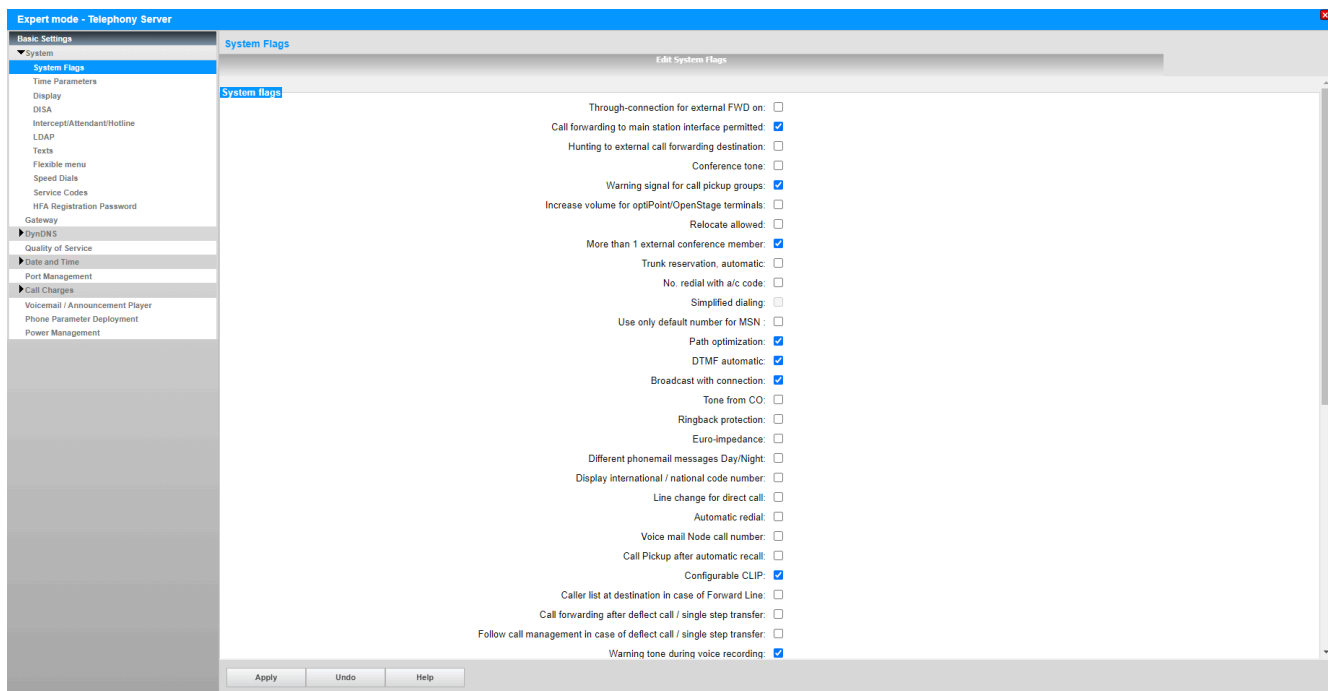 Expert mode - Telephony Server
Basic Settings
System
System Flags
Time Parameters
Display
DISA
Intercept/Attendant/Hotline
LDAP
Texts
Flexible menu
Speed Dials
Service Codes
HFA Registration Password
Gateway
DynDNS
Quality of Service
Date and Time
Port Management
Call Charges
Voicemail / Announcement Player
Phone Parameter Deployment
Power Management
System Flags
Edit System Flags
System flags
Through-connection for external FWD on:
Call forwarding to main station interface permitted:
Hunting to external call forwarding destination:
Conference tone:
Warning signal for call pickup groups:
Increase volume for optiPoint/OpenStage terminals:
Relocate allowed:
More than 1 external conference member:
Trunk reservation, automatic:
No. redial with a/c code:
Simplified dialing:
Use only default number for MSN :
Path optimization:
DTMF automatic:
Broadcast with connection:
Tone from CO:
Ringback protection:
Euro-impedance:
Different phonemail messages Day/Night:
Display international / national code number:
Line change for direct call:
Automatic redial:
Voice mail Node call number:
Call Pickup after automatic recall:
Configurable CLIP:
Caller list at destination in case of Forward Line:
Call forwarding after deflect call / single step transfer:
Follow call management in case of deflect call / single step transfer:
Warning tone during voice recording:
Apply Undo Help